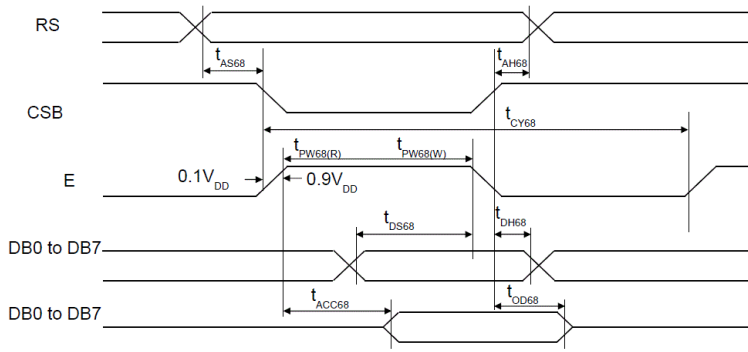 RS
tAS68
tAH68
CSB
tCY68
tPW68(R) tPW68(W)
E
0.1VDD
0.9VDD
tDS68
tDH68
DB0 to DB7
tACC68
tOD68
DB0 to DB7